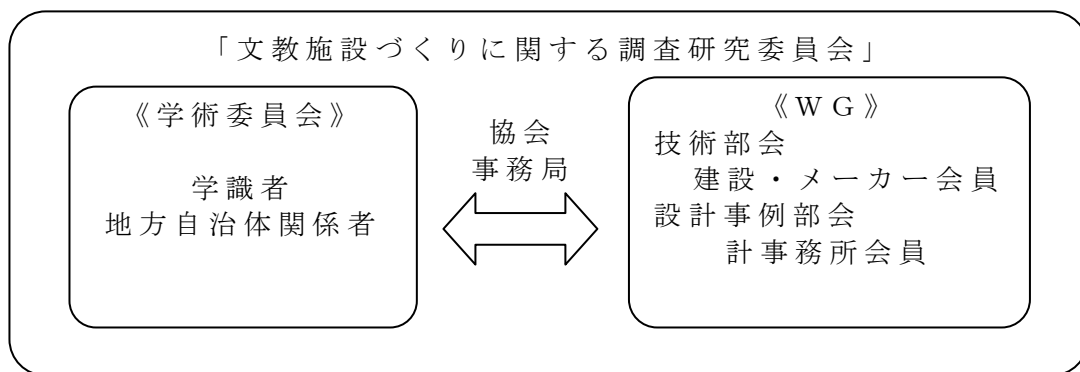 「文教施設づくりに関する調査研究委員会」
《学術委員会》
学識者
地方自治体関係者
協会
事務局
《WG》
技術部会
建設・メーカー会員
設計事例部会
計事務所会員